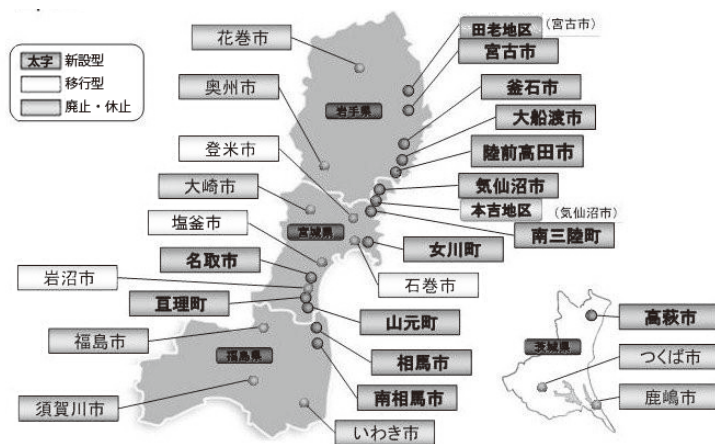 太字 新設型
移行型
廃止・休止
花巻市
奥州市
登米市
大崎市
塩釜市
名取市
岩沼市
亘理町
福島市
須賀川市
岩手県
宮城県
福島県
田老地区 (宮古市)
宮古市
釜石市
大船渡市
陸前高田市
気仙沼市
本吉地区 (気仙沼市)
南三陸町
女川町
石巻市
山元町
相馬市
南相馬市
いわき市
茨城県
高萩市
つくば市
鹿嶋市